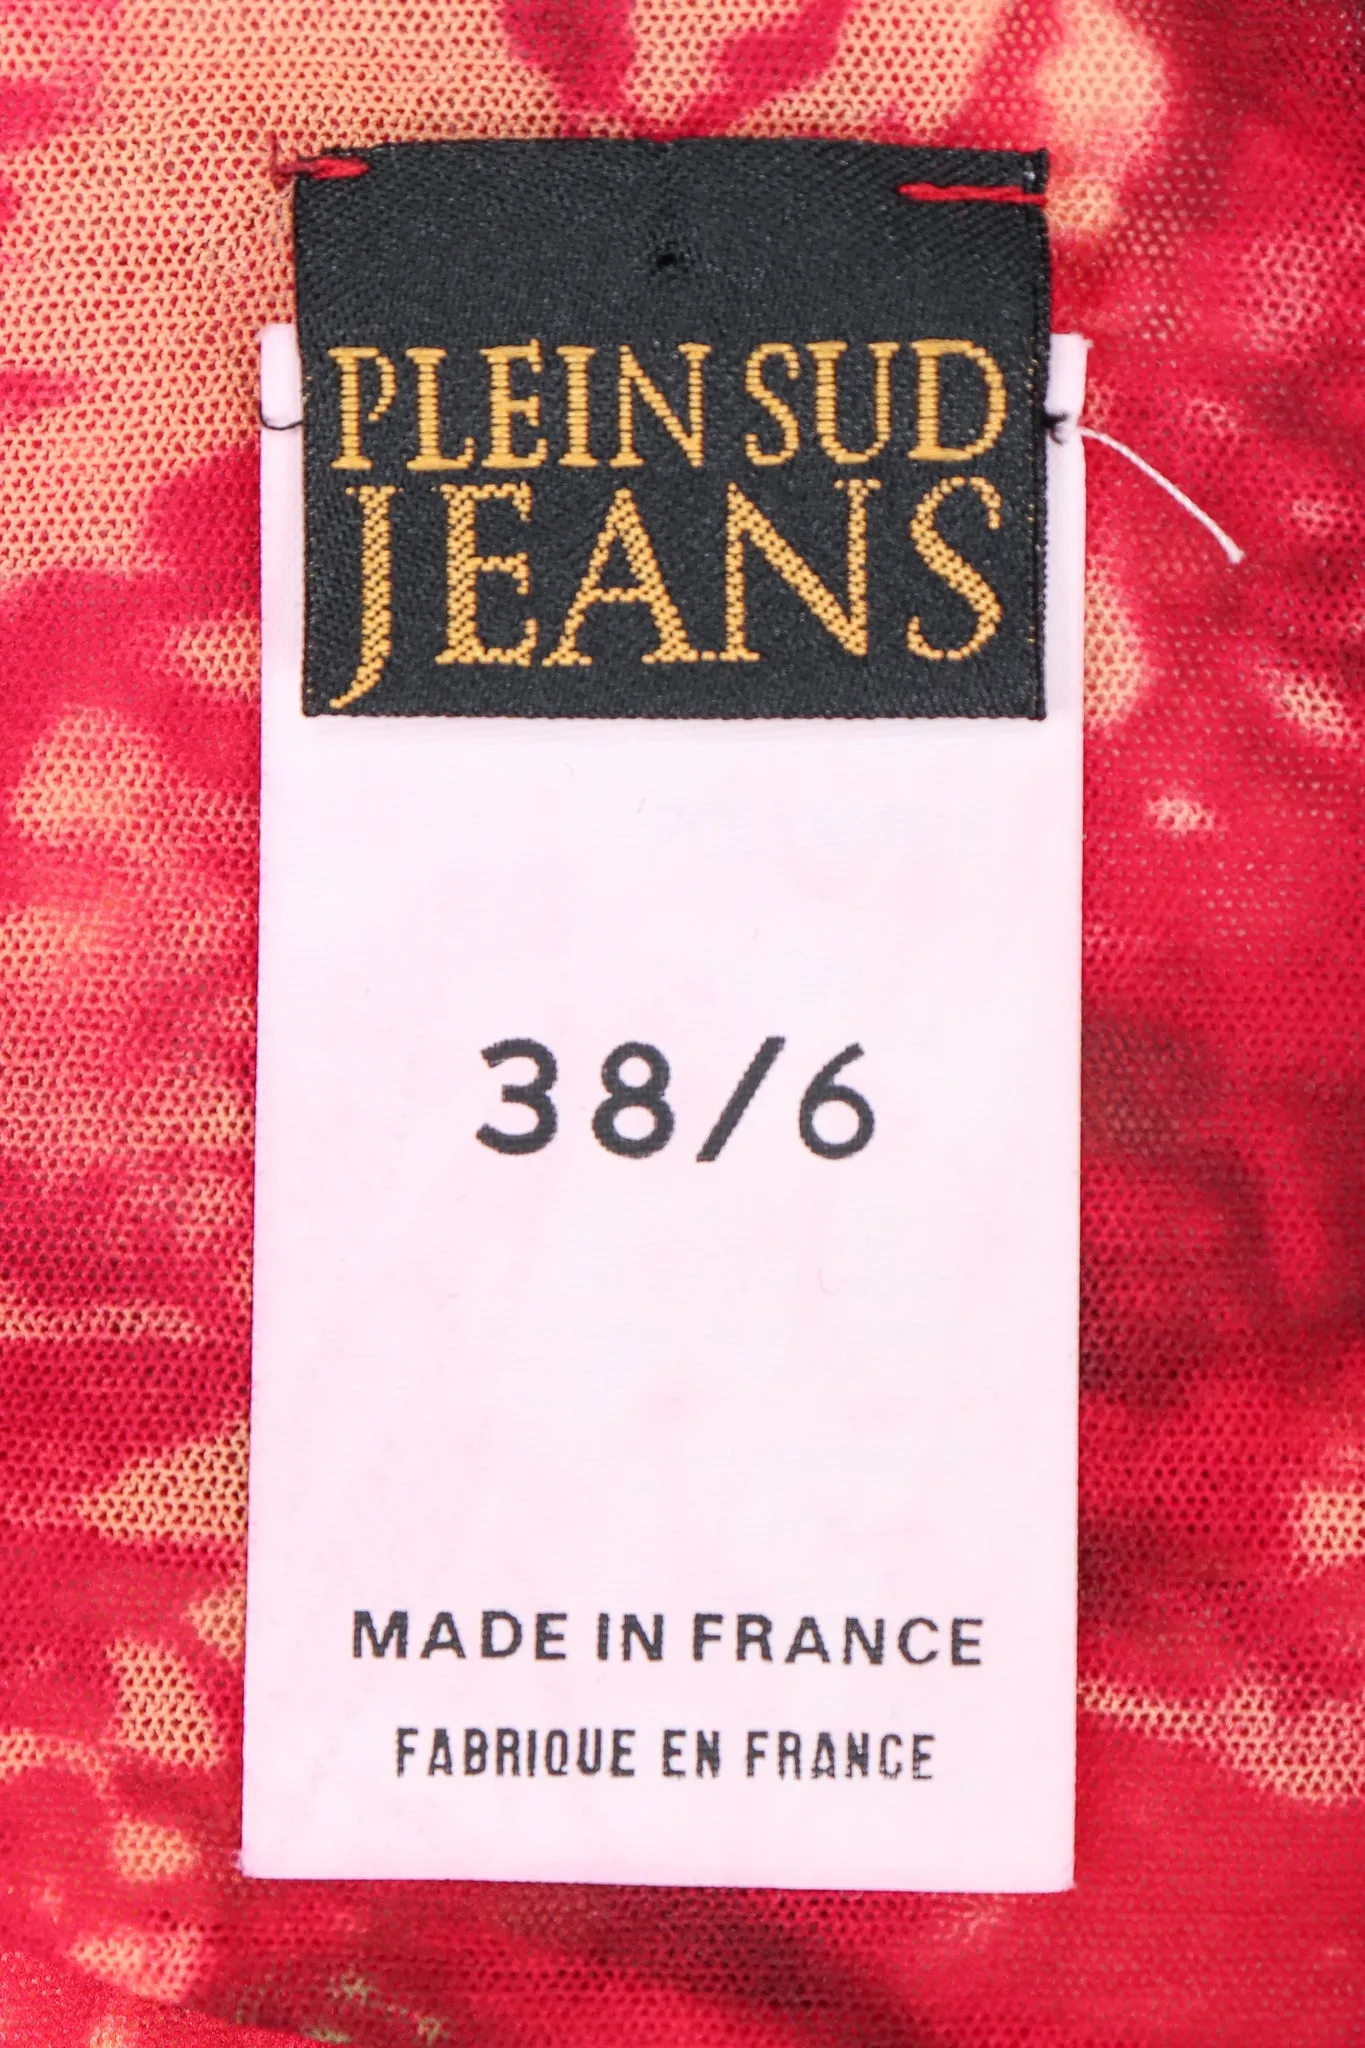 PLEIN SUD
JEANS
38/6
MADE IN FRANCE
FABRIQUE EN FRANCE